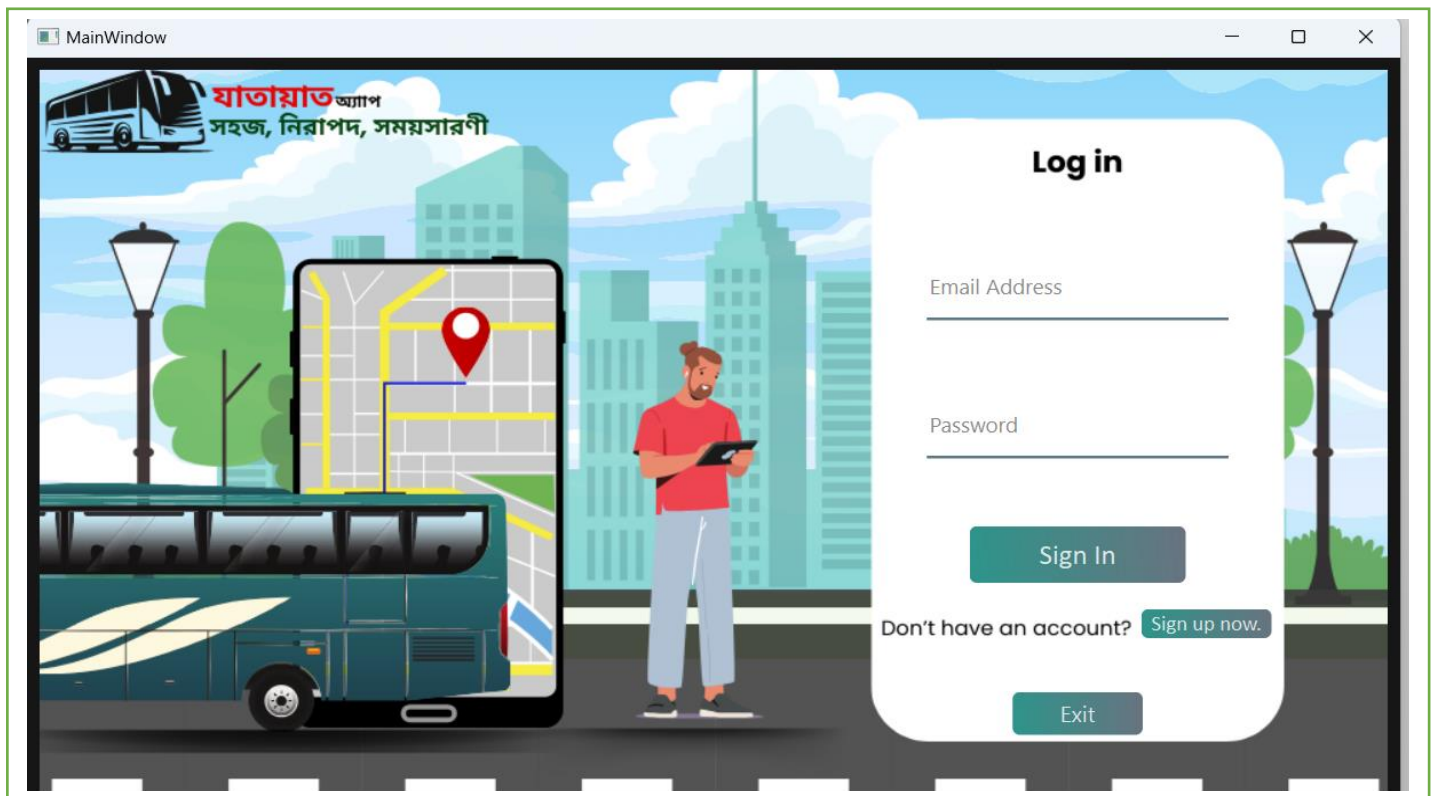 MainWindow
যাতায়াত অ্যাপ
সহজ, নিরাপদ, সময়সারণী
Log in
Email Address
Password
Sign In
Don't have an account? Sign up now.
Exit